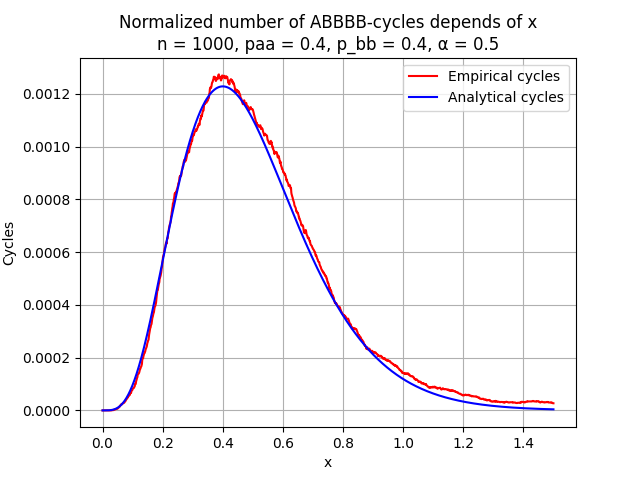 Normalized number of ABBBB-cycles depends of x
n = 1000, paa = 0.4, p_bb = 0.4, α = 0.5
Empirical cycles
Analytical cycles
Cycles
0.0012
0.0010
0.0008
0.0006
0.0004
0.0002
0.0000
0.0 0.2 0.4 0.6 0.8 1.0 1.2 1.4
x